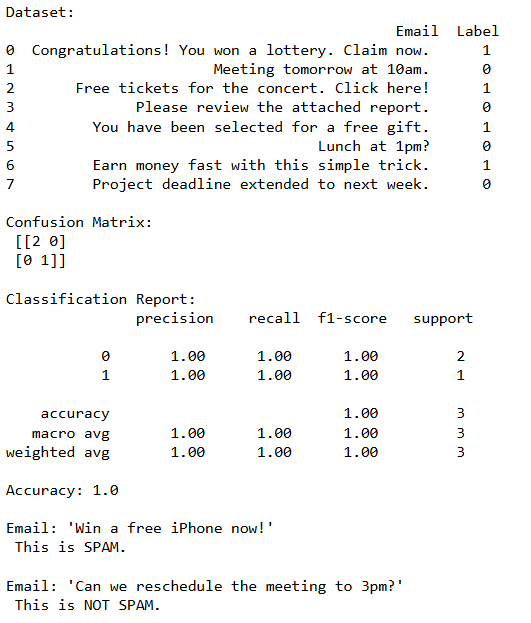 Dataset:
Email Label
0 Congratulations! You won a lottery. Claim now. 1
1 Meeting tomorrow at 10am. 0
2 Free tickets for the concert. Click here! 1
3 Please review the attached report. 0
4 You have been selected for a free gift. 1
5 Lunch at 1pm? 0
6 Earn money fast with this simple trick. 1
7 Project deadline extended to next week. 0
Confusion Matrix:
[[2 0]
[0 1]]
Classification Report:
precision recall f1-score support
0 1.00 1.00 1.00 2
1 1.00 1.00 1.00 1
accuracy 1.00 3
macro avg 1.00 1.00 1.00 3
weighted avg 1.00 1.00 1.00 3
Accuracy: 1.0
Email: 'Win a free iPhone now!'
This is SPAM.
Email: 'Can we reschedule the meeting to 3pm?'
This is NOT SPAM.